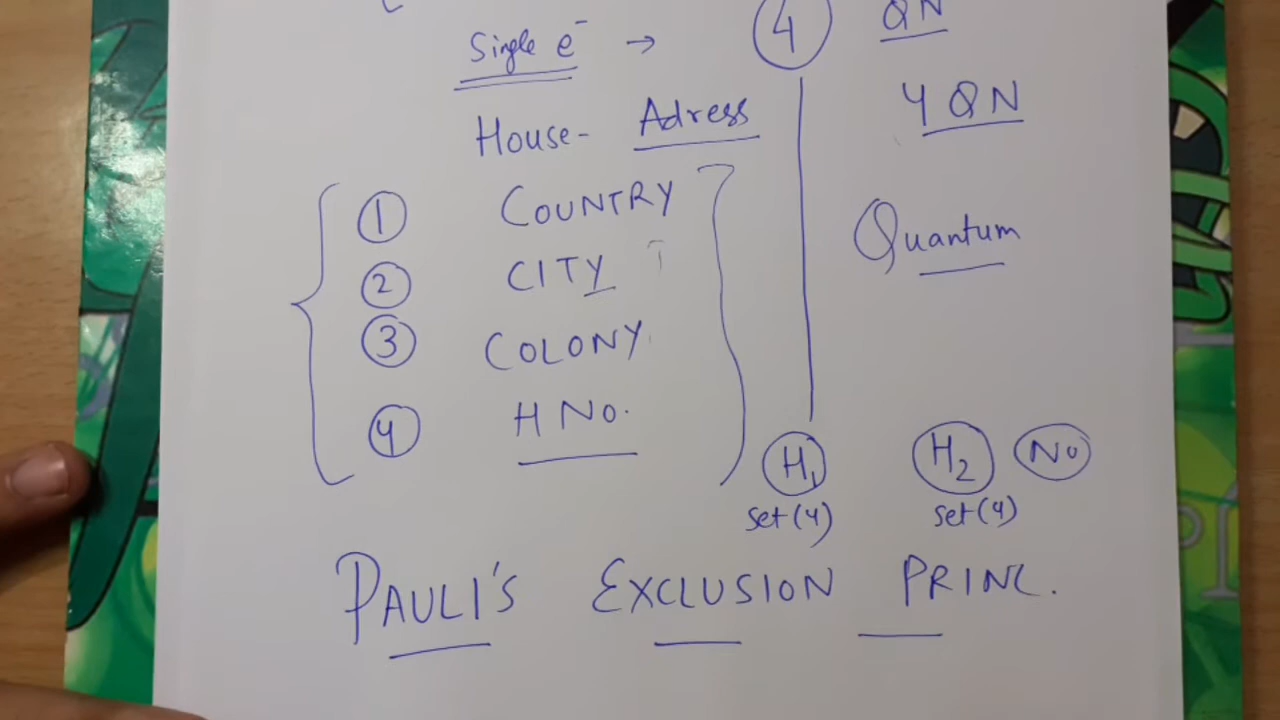 Single e⁻ → 4 QN
House- Adress
4 QN
① COUNTRY
② CITY
③ COLONY
④ H No.
Quantum
H₁ H₂ No
set(4) set(4)
PAULI'S EXCLUSION PRINC.